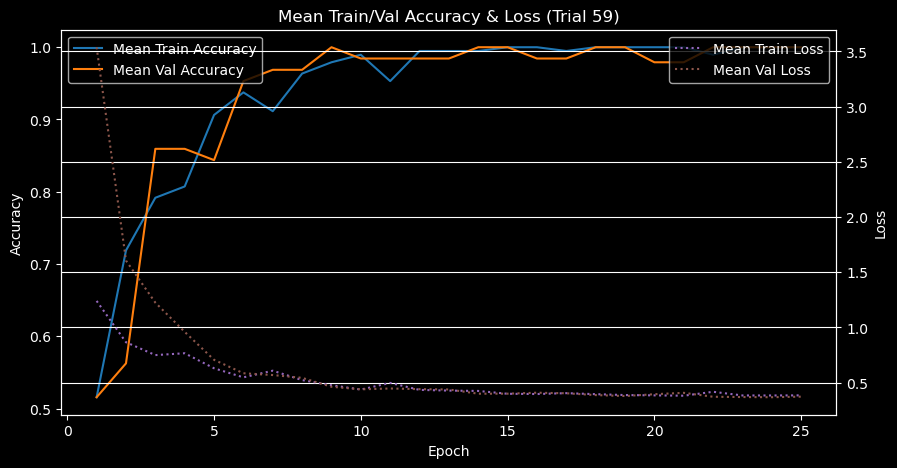 Mean Train/Val Accuracy & Loss (Trial 59)
Mean Train Accuracy
Mean Val Accuracy
Mean Train Loss
Mean Val Loss
1.0
0.9
0.8
0.7
0.6
0.5
Accuracy
3.5
3.0
2.5
2.0
1.5
1.0
0.5
Loss
0 5 10 15 20 25
Epoch